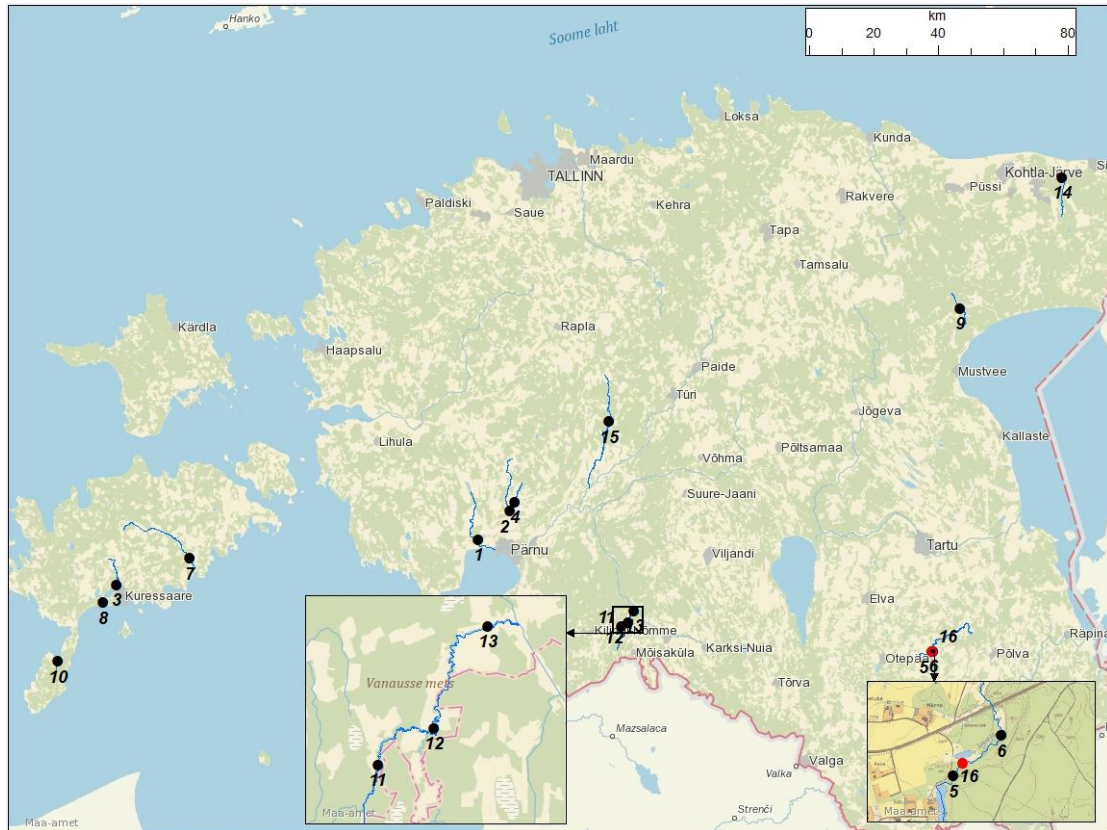 Hanko
Soome laht
km
0 20 40 60 80
Loksa
Kunda
Maardu
TALLINN
Kohtla-Järve
Püssi
14
Paldiski
Saue
Kehra
Rakvere
Tapa
Tamsalu
9
Kärdla
Rapla
Haapsalu
Paide
Mustvee
Türi
15
Jõgeva
Kallaste
Lihula
Võhma
Põltsamaa
2
4
Suure-Jaani
1
Pärnu
Viljandi
Tartu
7
3
Kuressaare
8
Elva
11
13
12
16
Räpina
Mõisaküla
Karksi-Nuia
Otepää
56
Põlva
10
Tõrva
13
Vanausse mets
12
11
Maa-amet
Mazsalaca
Valka
Valga
Strenči
6
16
5
Maa-amet
Maa-amet